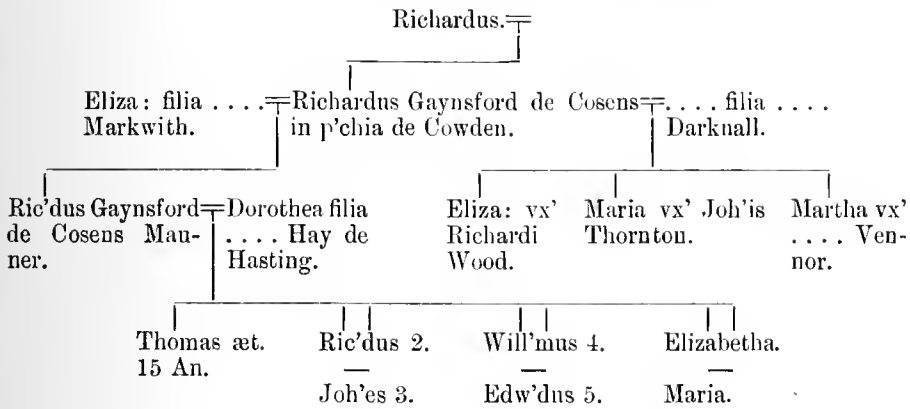 Richardus.
Eliza: filia . . . . Richardus Gaynsford de Cosens . . . . filia . . . .
Markwith. in p'chia de Cowden. Darknall.
Ric'dus Gaynsford Dorothea filia Eliza: vx' Maria vx' Joh'is Martha vx'
de Cosens Man- . . . . Hay de Richardi Thornton. . . . . Ven-
ner. Hasting. Wood. nor.
Thomas æt. Ric'dus 2. Will'mus 4. Elizabetha.
15 An. — — —
Joh'es 3. Edw'dus 5. Maria.